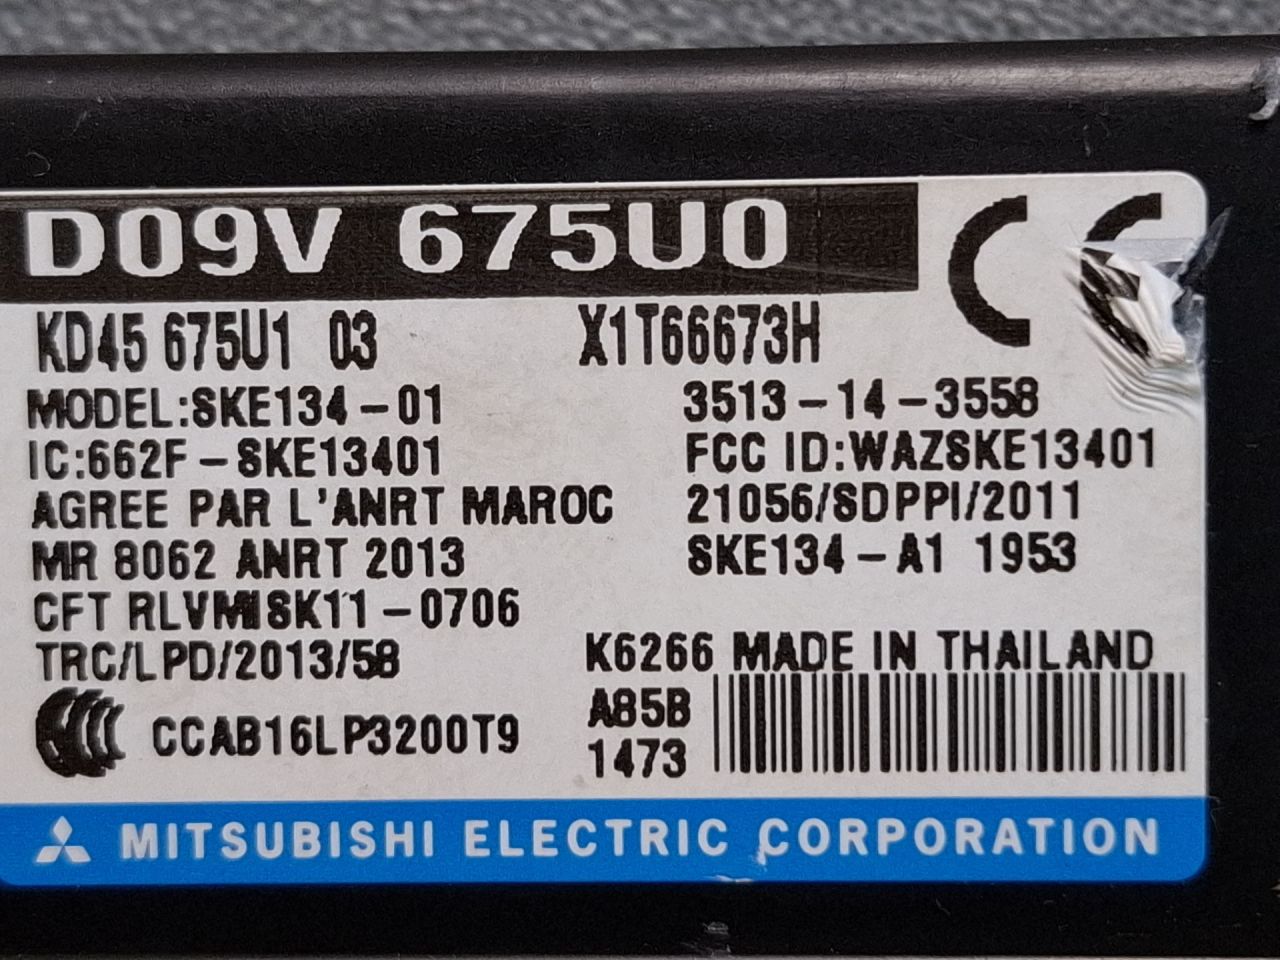 D09V 675U0
KD45 675U1 03 X1T66673H
MODEL:SKE134-01 3513-14-3558
IC:662F-SKE13401 FCC ID:WAZSKE13401
AGREE PAR L'ANRT MAROC 21056/SDPPI/2011
MR 8062 ANRT 2013 SKE134-A1 1953
CFT RLVMISK11-0706
TRC/LPD/2013/58 K6266 MADE IN THAILAND
A85B
CCAB16LP3200T9 1473
MITSUBISHI ELECTRIC CORPORATION